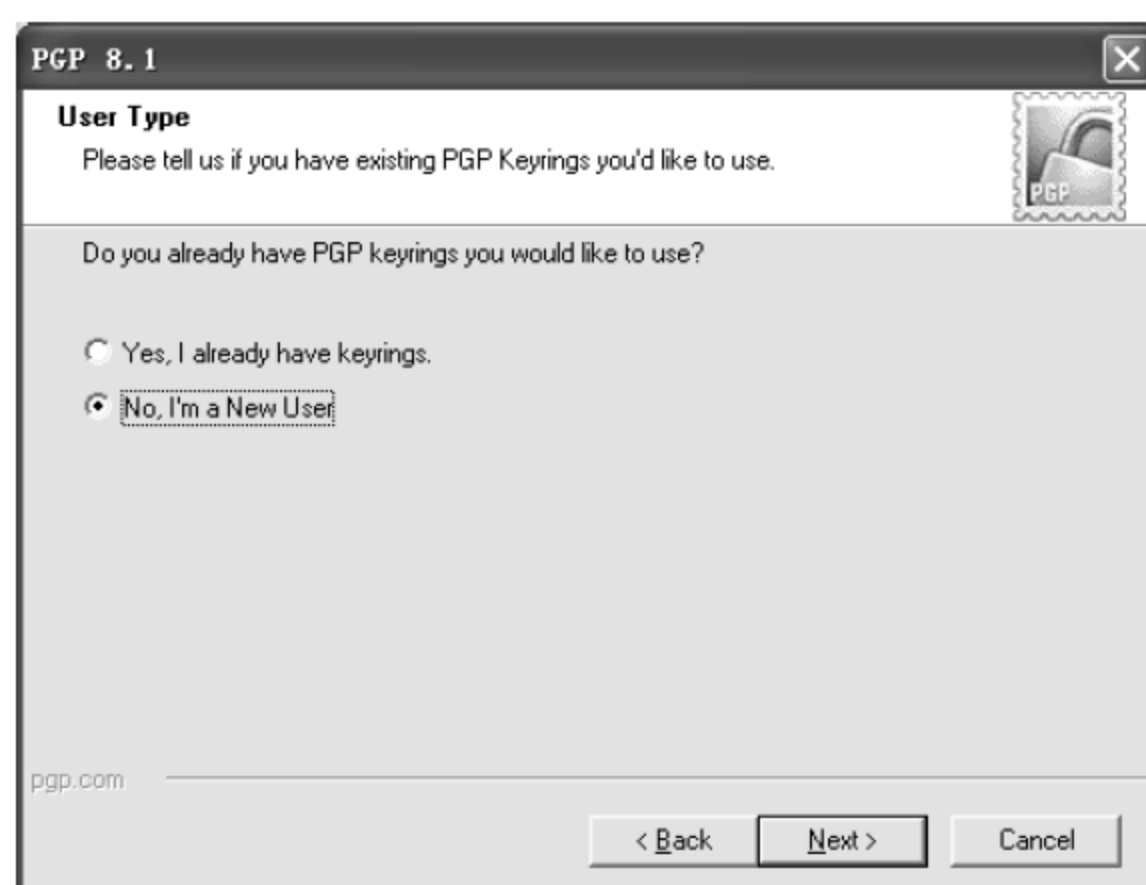 PGP 8.1
User Type
Please tell us if you have existing PGP Keyrings you'd like to use.
PGP
Do you already have PGP keyrings you would like to use?
Yes, I already have keyrings.
No, I'm a New User
pgp.com
< Back Next > Cancel